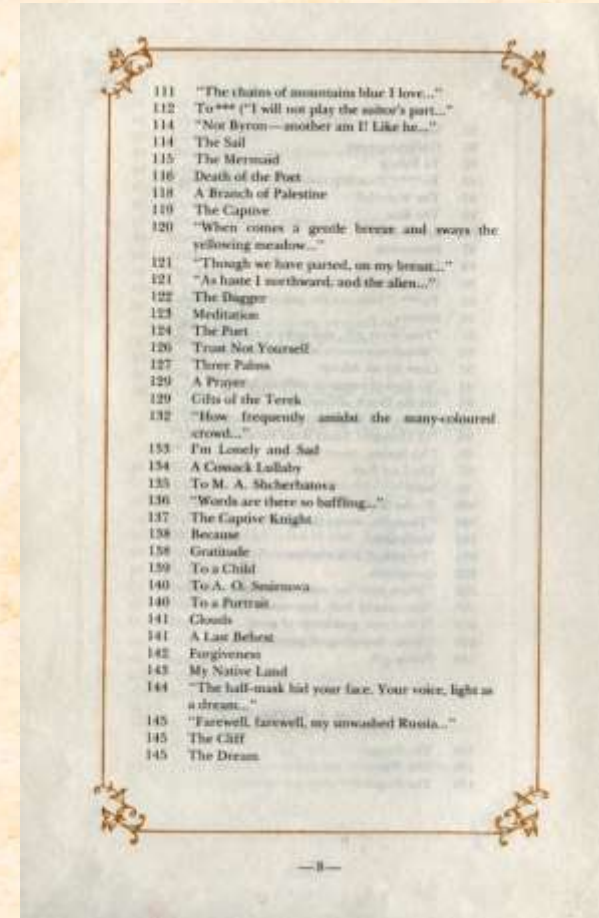 111 "The chains of mountains blue I love..."
112 To*** ("I will not play the suitor's part..."
114 "Not Byron—another am I! Like he..."
114 The Sail
115 The Mermaid
116 Death of the Poet
118 A Branch of Palestine
119 The Captive
120 "When comes a gentle breeze and sways the
yellowing meadow..."
121 "Though we have parted, on my breast..."
121 "As haste I northward, and the alien..."
122 The Dagger
123 Meditation
124 The Poet
126 Trust Not Yourself
127 Three Palms
129 A Prayer
129 Gifts of the Terek
132 "How frequently amidst the many-coloured
crowd..."
133 I'm Lonely and Sad
134 A Cossack Lullaby
135 To M. A. Shcherbatova
136 "Words are there so baffling..."
137 The Captive Knight
138 Because
138 Gratitude
139 To a Child
140 To A. O. Smirnova
140 To a Portrait
141 Clouds
141 A Last Behest
142 Forgiveness
143 My Native Land
144 "The half-mask hid your face. Your voice, light as
a dream..."
145 "Farewell, farewell, my unwashed Russia..."
145 The Cliff
145 The Dream
—8—